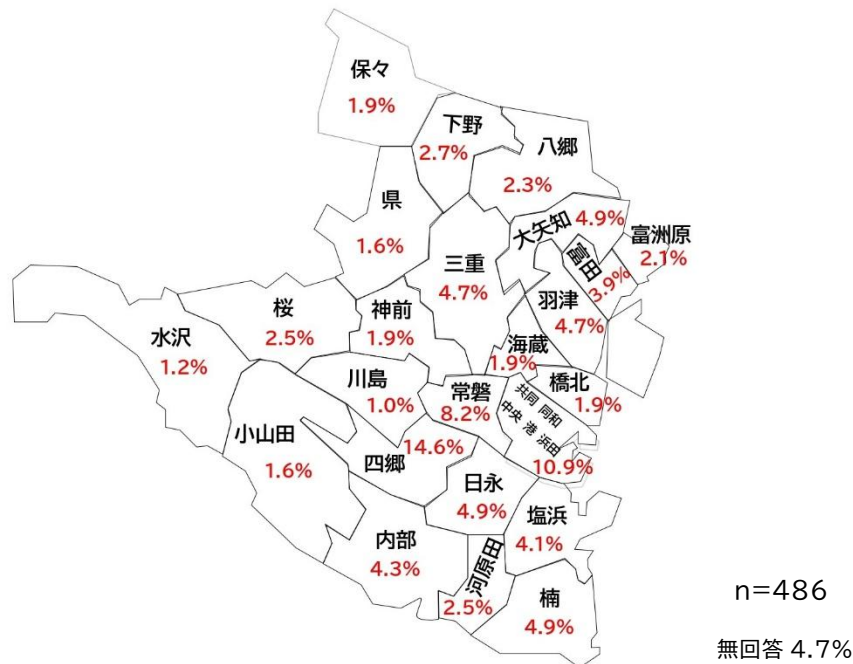 保々
1.9%
下野
2.7%
八郷
2.3%
県
1.6%
大矢知
4.9%
富洲原
2.1%
富田
3.9%
三重
4.7%
羽津
4.7%
桜
2.5%
神前
1.9%
水沢
1.2%
海蔵
1.9%
川島
1.0%
常磐
8.2%
橋北
1.9%
共同 同和
中央 港 浜田
10.9%
小山田
1.6%
四郷
14.6%
日永
4.9%
塩浜
4.1%
内部
4.3%
河原田
2.5%
楠
4.9%
n=486
無回答 4.7%